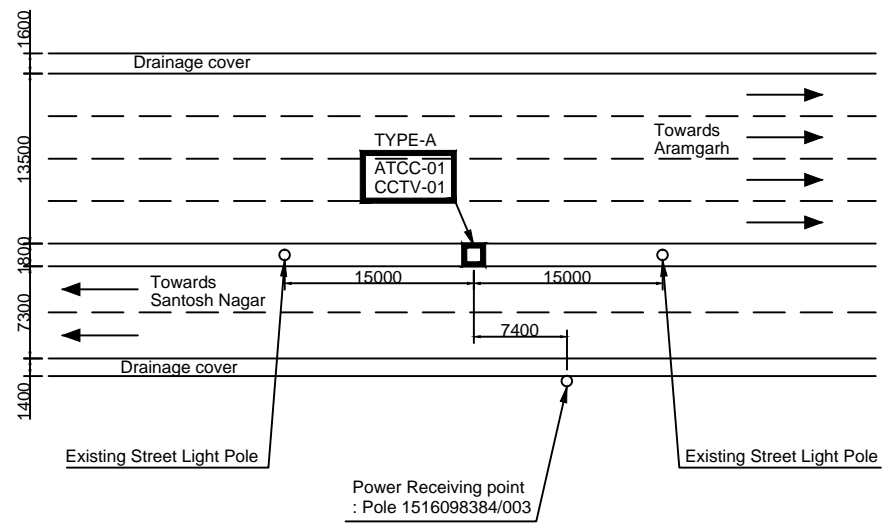 1600
Drainage cover
13500
TYPE-A
ATCC-01
CCTV-01
Towards
Aramgarh
1800
15000
15000
Towards
Santosh Nagar
7300
7400
Drainage cover
1400
Existing Street Light Pole
Existing Street Light Pole
Power Receiving point
: Pole 1516098384/003